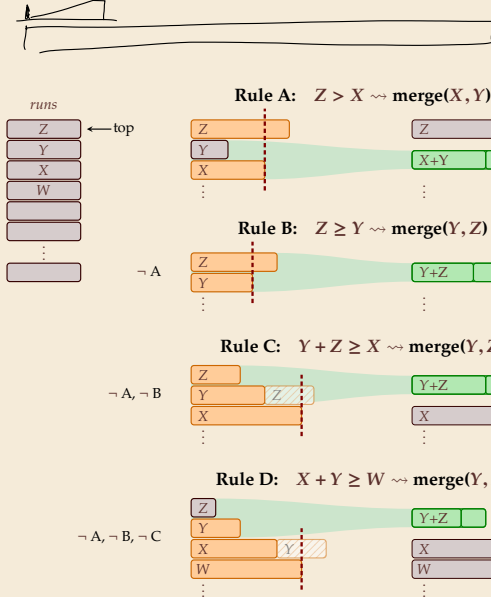 runs
Z
Y
X
W
⋮
←top
Rule A: Z > X ⇝ merge(X, Y)
Z
Y
X
⋮
Z
X+Y
⋮
Rule B: Z ≥ Y ⇝ merge(Y, Z)
¬ A
Z
Y
⋮
Y+Z
⋮
Rule C: Y + Z ≥ X ⇝ merge(Y, Z
¬ A, ¬ B
Z
Y Z
X
⋮
Y+Z
X
⋮
Rule D: X + Y ≥ W ⇝ merge(Y,
¬ A, ¬ B, ¬ C
Z
Y
X Y
W
⋮
Y+Z
X
W
⋮